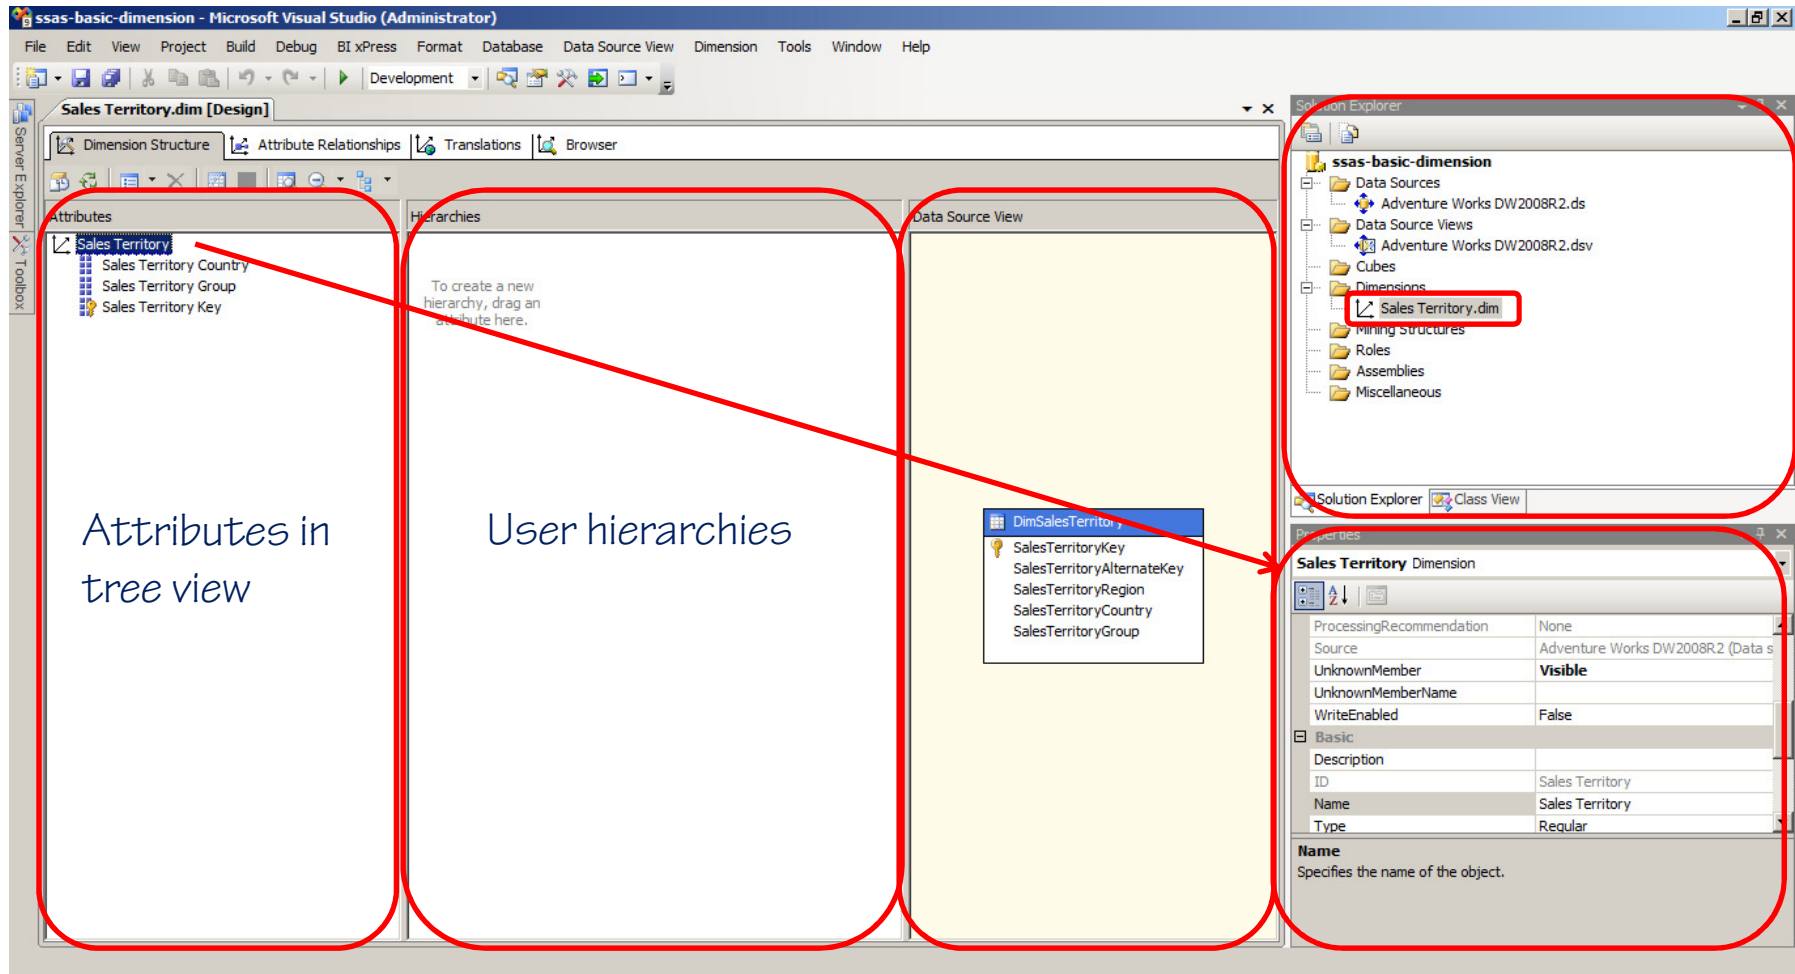 ssas-basic-dimension - Microsoft Visual Studio (Administrator)
File Edit View Project Build Debug BI xPress Format Database Data Source View Dimension Tools Window Help
Development
Server Explorer
Toolbox
Sales Territory.dim [Design]
Dimension Structure Attribute Relationships Translations Browser
Attributes
Sales Territory
Sales Territory Country
Sales Territory Group
Sales Territory Key
Attributes in
tree view
Hierarchies
To create a new
hierarchy, drag an
attribute here.
User hierarchies
Data Source View
DimSalesTerritory
SalesTerritoryKey
SalesTerritoryAlternateKey
SalesTerritoryRegion
SalesTerritoryCountry
SalesTerritoryGroup
Solution Explorer
ssas-basic-dimension
Data Sources
Adventure Works DW2008R2.ds
Data Source Views
Adventure Works DW2008R2.dsv
Cubes
Dimensions
Sales Territory.dim
Mining Structures
Roles
Assemblies
Miscellaneous
Solution Explorer Class View
Properties
Sales Territory Dimension
ProcessingRecommendation None
Source Adventure Works DW2008R2 (Data s
UnknownMember Visible
UnknownMemberName
WriteEnabled False
Basic
Description
ID Sales Territory
Name Sales Territory
Type Regular
Name
Specifies the name of the object.